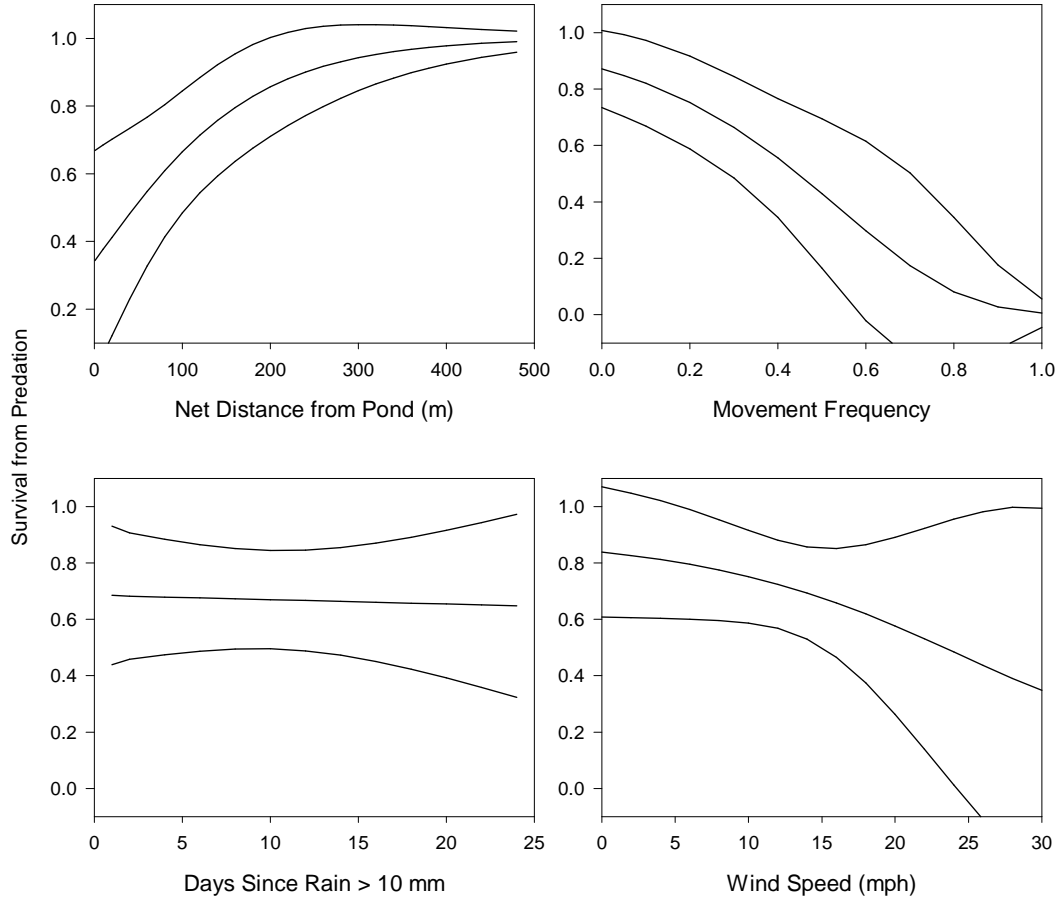 Survival from Predation
1.0
0.8
0.6
0.4
0.2
0 100 200 300 400 500
Net Distance from Pond (m)
1.0
0.8
0.6
0.4
0.2
0.0
0.0 0.2 0.4 0.6 0.8 1.0
Movement Frequency
1.0
0.8
0.6
0.4
0.2
0.0
0 5 10 15 20 25
Days Since Rain > 10 mm
1.0
0.8
0.6
0.4
0.2
0.0
0 5 10 15 20 25 30
Wind Speed (mph)